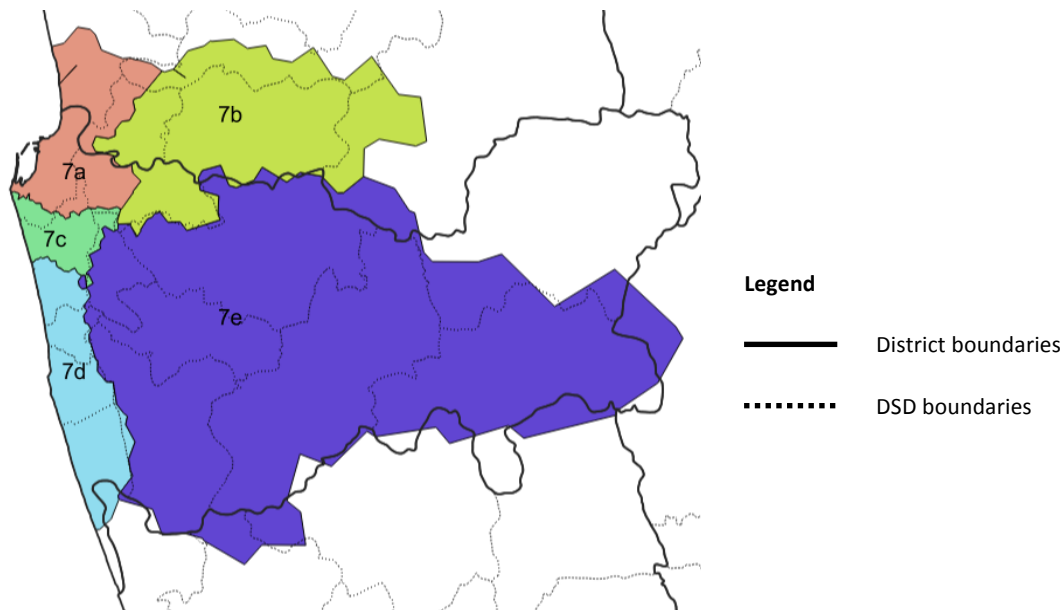 7b
7a
7c
7e
7d
Legend
District boundaries
DSD boundaries